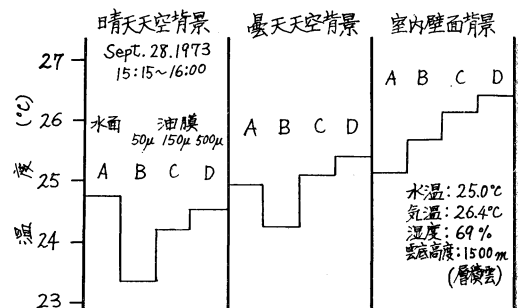 晴天天空背景
Sept. 28. 1973
15:15~16:00
水面 油膜
50μ 150μ 500μ
A B C D
曇天天空背景
A B C D
室内壁面背景
A B C D
水温: 25.0℃
気温: 26.4℃
湿度: 69%
雲底高度: 1500m
(層積雲)
(℃)
温度
27
26
25
24
23